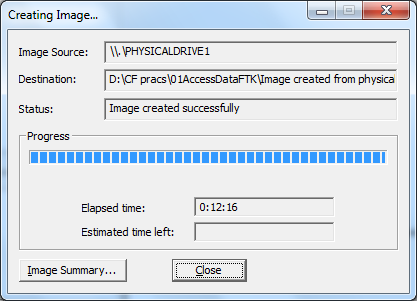 Creating Image...
Image Source: \\.\PHYSICALDRIVE1
Destination: D:\CF pracs\01AccessDataFTK\Image created from physical
Status: Image created successfully
Progress
Elapsed time: 0:12:16
Estimated time left:
Image Summary... Close